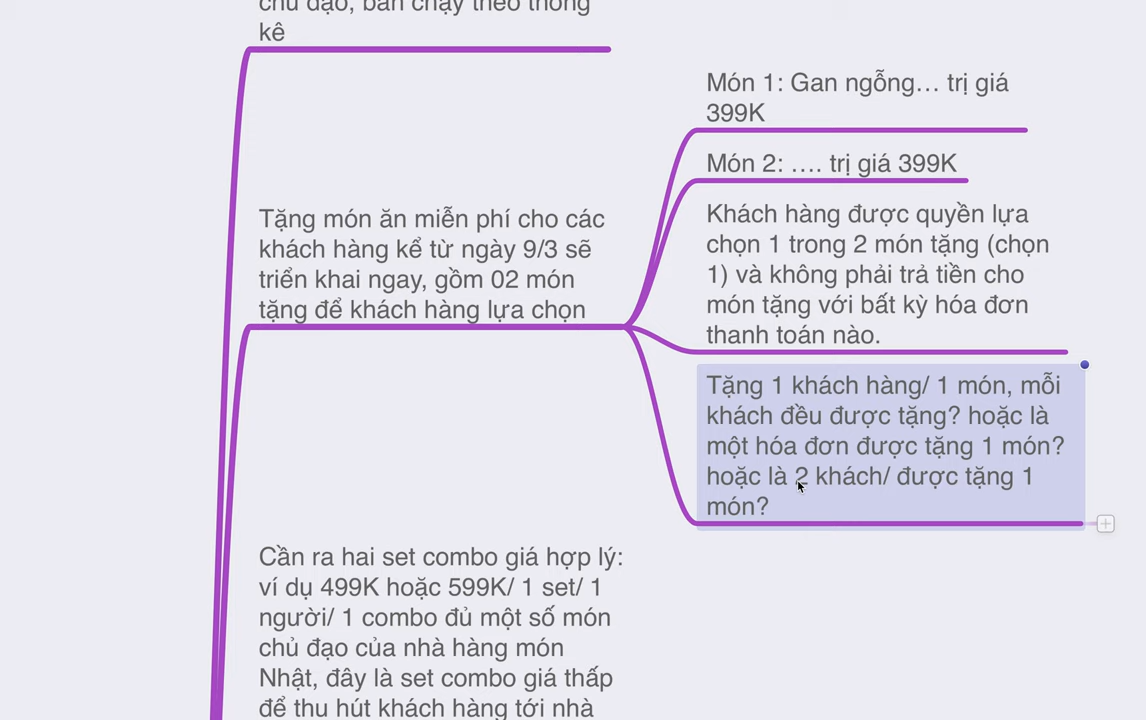 chủ đạo, bán chạy theo thống
kê
Món 1: Gan ngỗng… trị giá
399K
Món 2: …. trị giá 399K
Tặng món ăn miễn phí cho các
khách hàng kể từ ngày 9/3 sẽ
triển khai ngay, gồm 02 món
tặng để khách hàng lựa chọn
Khách hàng được quyền lựa
chọn 1 trong 2 món tặng (chọn
1) và không phải trả tiền cho
món tặng với bất kỳ hóa đơn
thanh toán nào.
Tặng 1 khách hàng/ 1 món, mỗi
khách đều được tặng? hoặc là
một hóa đơn được tặng 1 món?
hoặc là 2 khách/ được tặng 1
món?
Cần ra hai set combo giá hợp lý:
ví dụ 499K hoặc 599K/ 1 set/ 1
người/ 1 combo đủ một số món
chủ đạo của nhà hàng món
Nhật, đây là set combo giá thấp
để thu hút khách hàng tới nhà